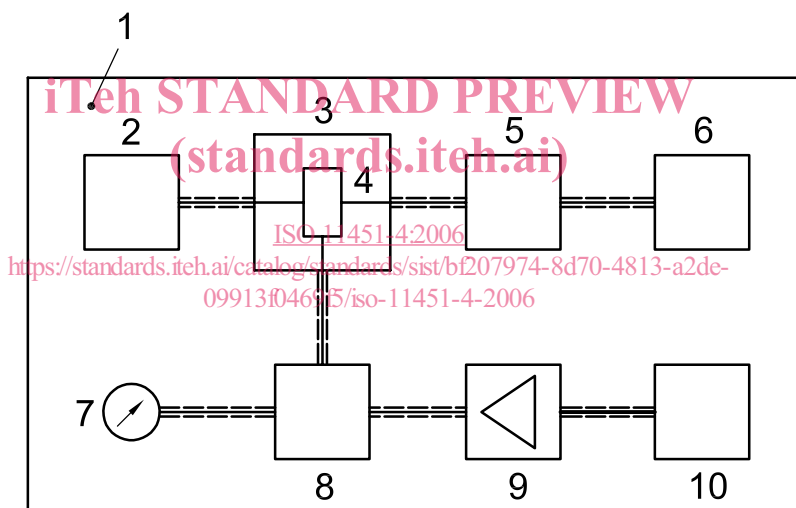 1
iTeh STANDARD PREVIEW
2 3 5 6
(standards.iteh.ai)
4
ISO 11451-4:2006
https://standards.iteh.ai/catalog/standards/sist/bf207974-8d70-4813-a2de-
09913f0469f5/iso-11451-4-2006
7
8 9 10